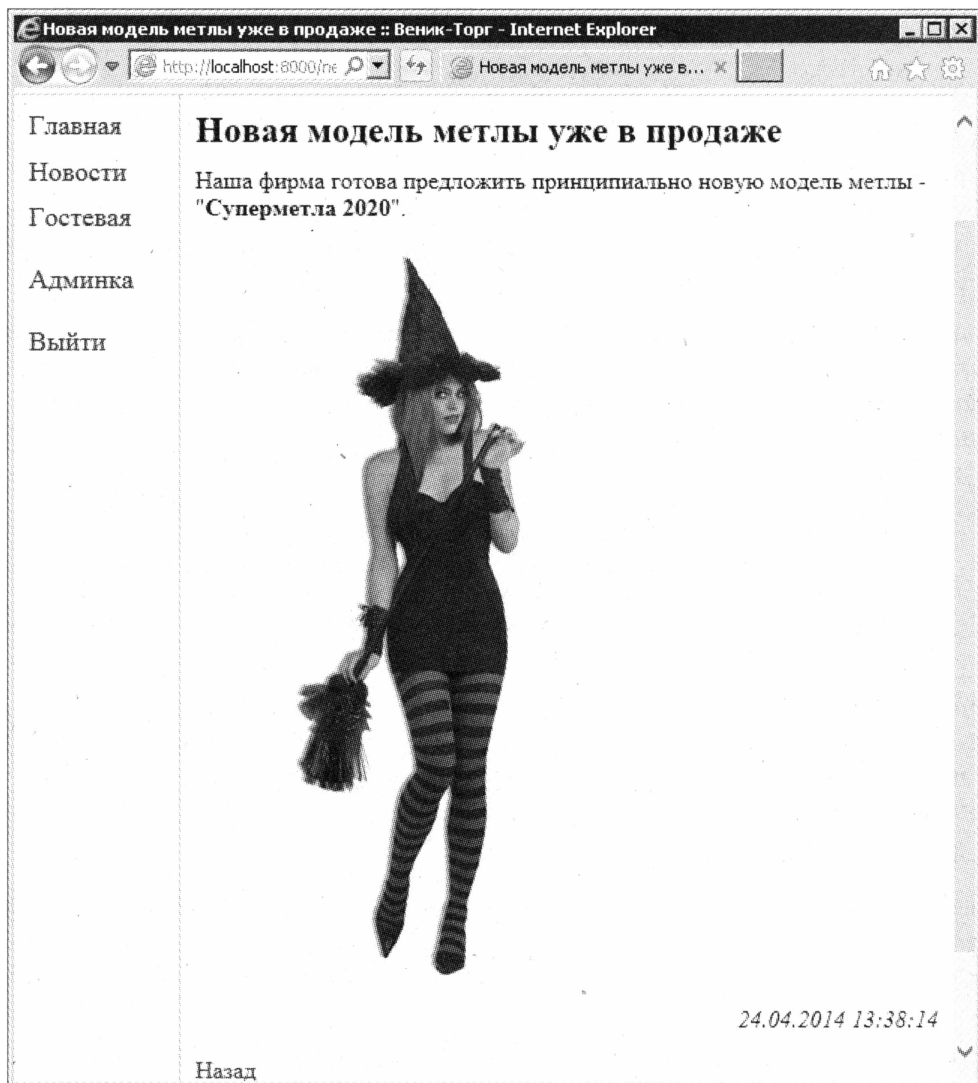 Новая модель метлы уже в продаже :: Веник-Торг - Internet Explorer
http://localhost:8000/ne
Новая модель метлы уже в...
Главная
Новости
Гостевая
Админка
Выйти
Новая модель метлы уже в продаже
Наша фирма готова предложить принципиально новую модель метлы -
"Суперметла 2020".
24.04.2014 13:38:14
Назад